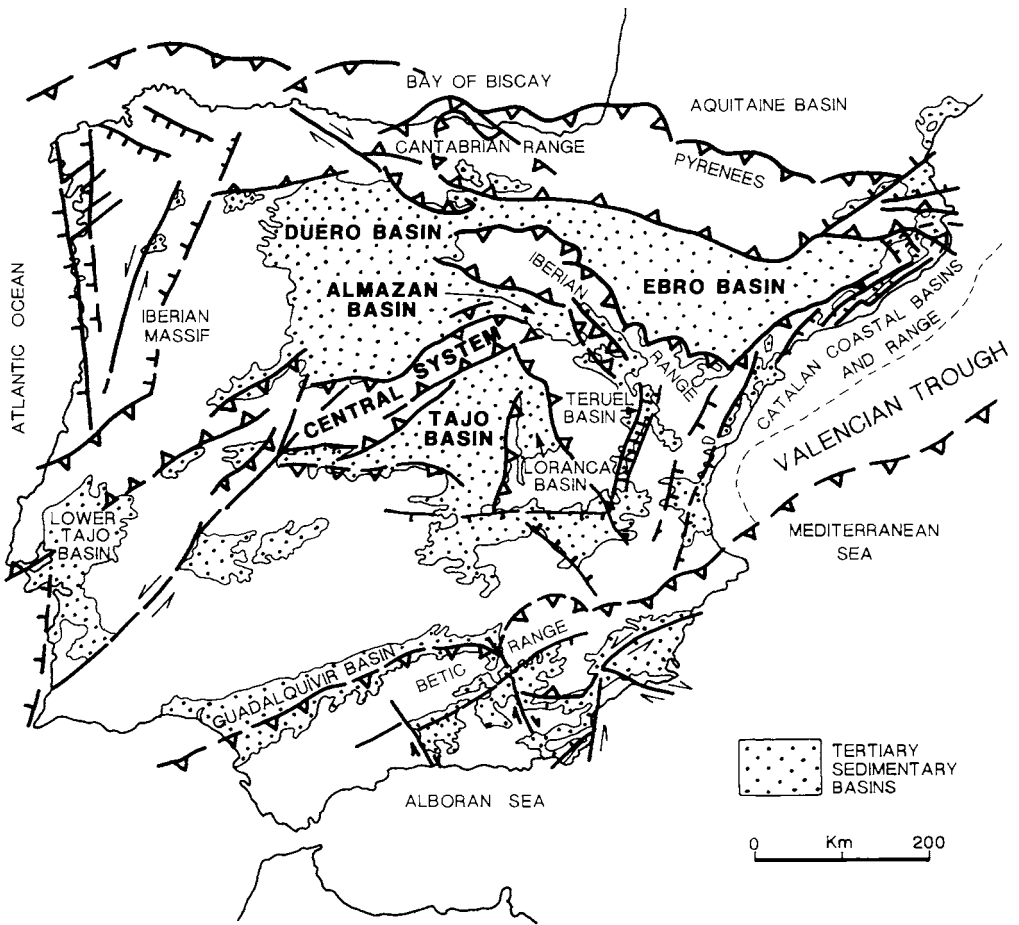 BAY OF BISCAY
AQUITAINE BASIN
CANTABRIAN RANGE
PYRENEES
DUERO BASIN
IBERIAN
RANGE
EBRO BASIN
ALMAZAN
BASIN
ATLANTIC OCEAN
IBERIAN
MASSIF
CENTRAL SYSTEM
CATALAN COASTAL BASINS
AND RANGE
VALENCIAN TROUGH
TERUEL
BASIN
TAJO
BASIN
LORANCA
BASIN
LOWER
TAJO
BASIN
MEDITERRANEAN
SEA
GUADALQUIVIR BASIN
BETIC RANGE
ALBORAN SEA
TERTIARY
SEDIMENTARY
BASINS
0 Km 200